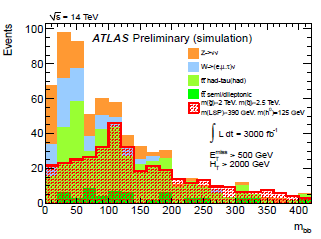 √s = 14 TeV
ATLAS Preliminary (simulation)
Z->νν
W->(e,μ,τ)ν
tt̄ had-tau(had)
tt̄ semi/dileptonic
m(g̃)=2 TeV, m(b̃)=2.5 TeV,
m(LSP)=390 GeV, m(h⁰)=125 GeV
∫ L dt = 3000 fb⁻¹
E_T^miss > 500 GeV
H_T > 2000 GeV
Events
100
80
60
40
20
0
0 50 100 150 200 250 300 350 400
m_bb